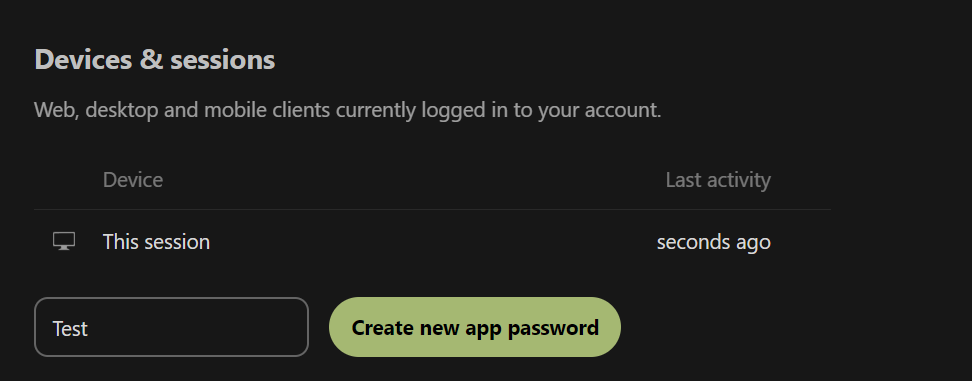 Devices & sessions
Web, desktop and mobile clients currently logged in to your account.
Device Last activity
This session seconds ago
Test Create new app password